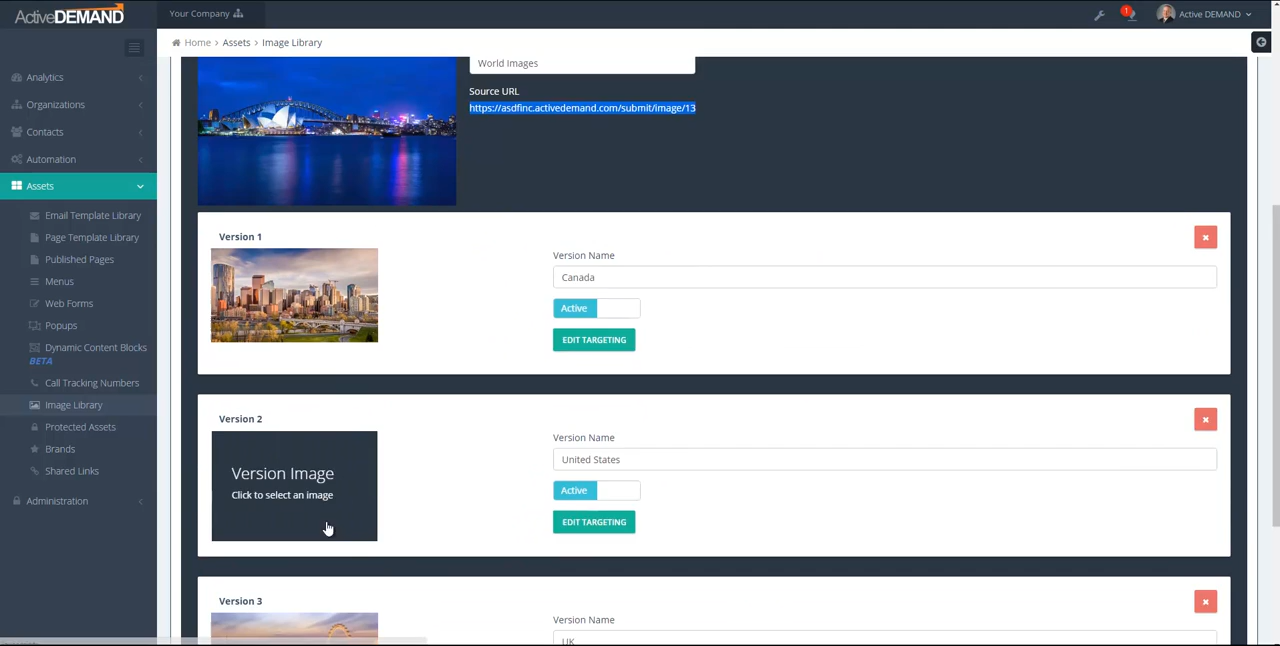 ActiveDEMAND
Your Company
1
Active DEMAND
Home > Assets > Image Library
Analytics
Organizations
Contacts
Automation
Assets
Email Template Library
Page Template Library
Published Pages
Menus
Web Forms
Popups
Dynamic Content Blocks
BETA
Call Tracking Numbers
Image Library
Protected Assets
Brands
Shared Links
Administration
World Images
Source URL
https://asdfinc.activedemand.com/submit/image/13
Version 1
Version Name
Canada
Active
EDIT TARGETING
Version 2
Version Image
Click to select an image
Version Name
United States
Active
EDIT TARGETING
Version 3
Version Name
UK